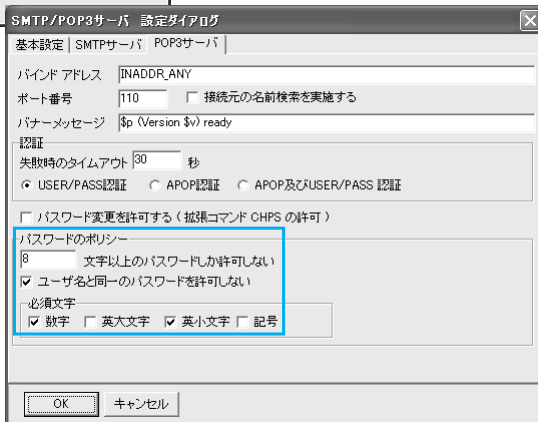 SMTP/POP3サーバ 設定ダイアログ
基本設定 SMTPサーバ POP3サーバ
バインド アドレス INADDR_ANY
ポート番号 110 接続元の名前検索を実施する
バナーメッセージ $p (Version $v) ready
認証
失敗時のタイムアウト 30 秒
USER/PASS認証 APOP認証 APOP及びUSER/PASS 認証
パスワード変更を許可する ( 拡張コマンド CHPS の許可 )
パスワードのポリシー
8 文字以上のパスワードしか許可しない
ユーザ名と同一のパスワードを許可しない
必須文字
数字 英大文字 英小文字 記号
OK キャンセル